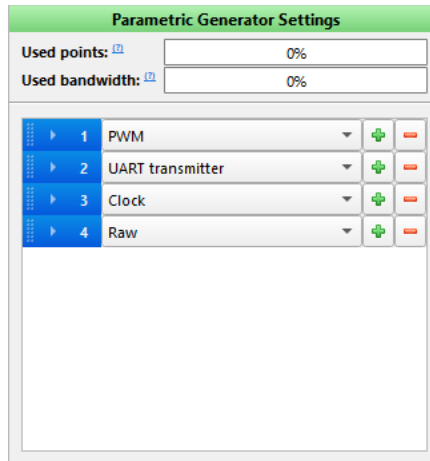 Parametric Generator Settings
Used points: (?) 0%
Used bandwidth: (?) 0%
1 PWM
2 UART transmitter
3 Clock
4 Raw